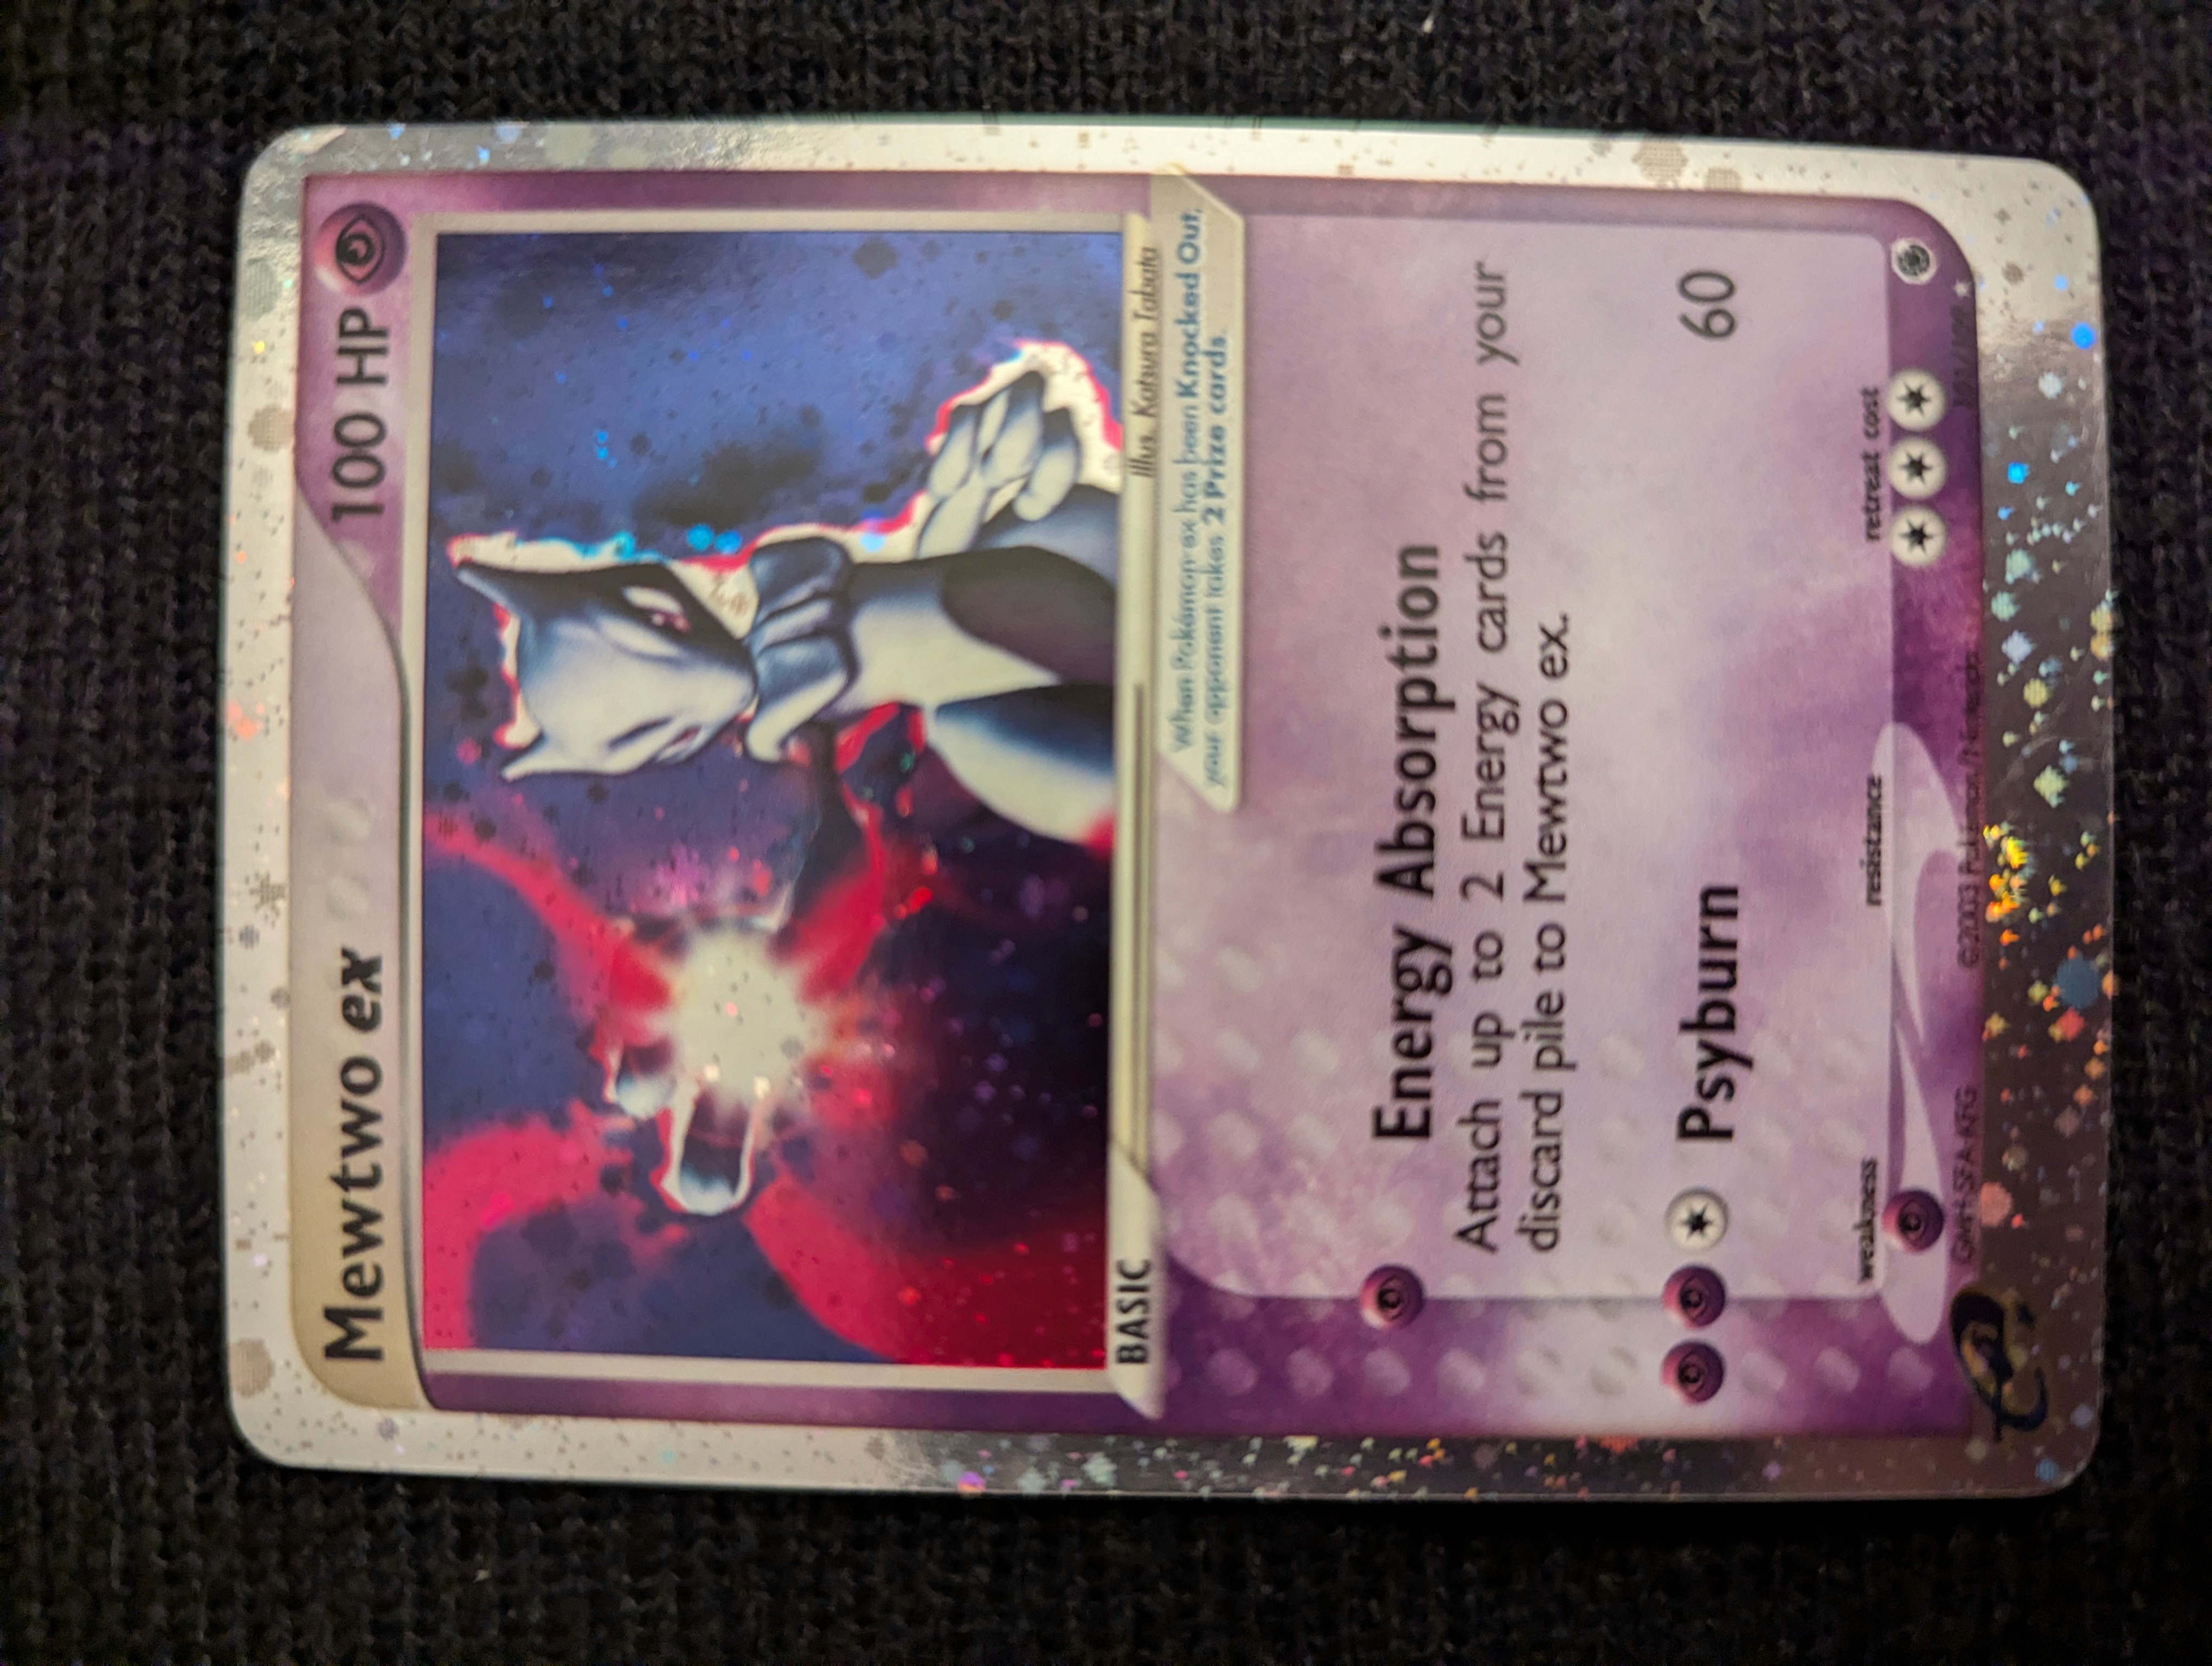 Mewtwo ex
100 HP
BASIC
Illus. Katsura Tabata
When Pokémon-ex has been Knocked Out,
your opponent takes 2 Prize cards.
Energy Absorption
Attach up to 2 Energy cards from your
discard pile to Mewtwo ex.
Psyburn 60
weakness resistance retreat cost
©2003 Pokémon/Nintendo